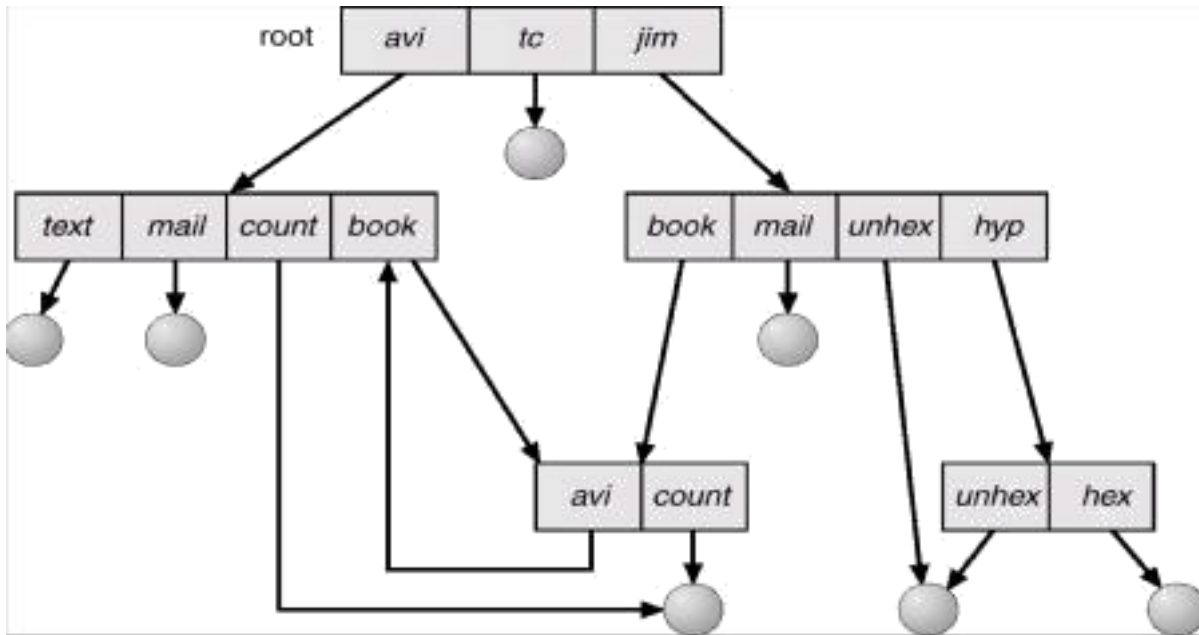 root avi tc jim
text mail count book
book mail unhex hyp
avi count
unhex hex